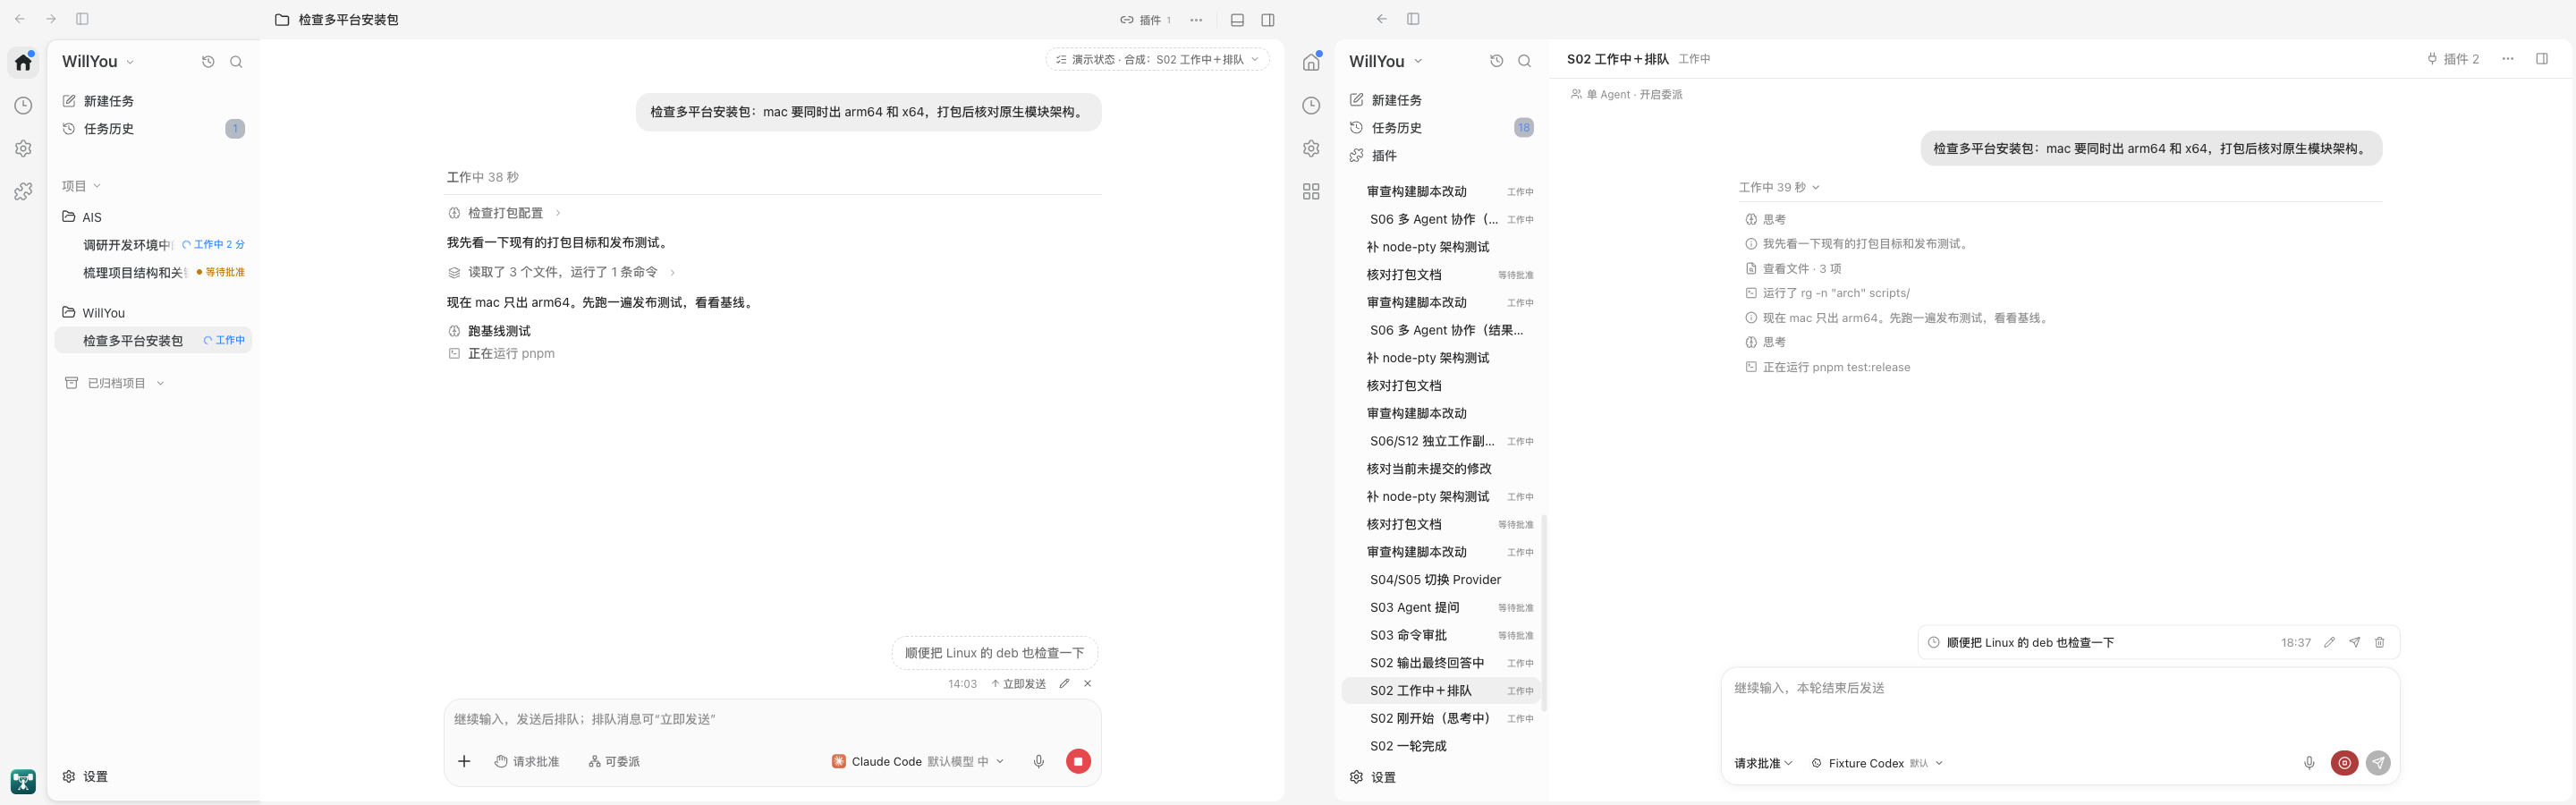 检查多平台安装包
插件 1
WillYou
新建任务
任务历史
1
项目
AIS
调研开发环境中
工作中 2 分
梳理项目结构和关
等待批准
WillYou
检查多平台安装包
工作中
已归档项目
设置
演示状态 · 合成：S02 工作中＋排队
检查多平台安装包：mac 要同时出 arm64 和 x64，打包后核对原生模块架构。
工作中 38 秒
检查打包配置
我先看一下现有的打包目标和发布测试。
读取了 3 个文件，运行了 1 条命令
现在 mac 只出 arm64。先跑一遍发布测试，看看基线。
跑基线测试
正在运行 pnpm
顺便把 Linux 的 deb 也检查一下
14:03
立即发送
继续输入，发送后排队；排队消息可“立即发送”
请求批准
可委派
Claude Code 默认模型 中
WillYou
新建任务
任务历史
18
插件
审查构建脚本改动 工作中
S06 多 Agent 协作（... 工作中
补 node-pty 架构测试
核对打包文档 等待批准
审查构建脚本改动 工作中
S06 多 Agent 协作（结果...
补 node-pty 架构测试
核对打包文档
审查构建脚本改动
S06/S12 独立工作副... 工作中
核对当前未提交的修改
补 node-pty 架构测试 工作中
核对打包文档 等待批准
审查构建脚本改动 工作中
S04/S05 切换 Provider
S03 Agent 提问 等待批准
S03 命令审批 等待批准
S02 输出最终回答中 工作中
S02 工作中＋排队 工作中
S02 刚开始（思考中） 工作中
S02 一轮完成
设置
S02 工作中＋排队 工作中
插件 2
单 Agent · 开启委派
检查多平台安装包：mac 要同时出 arm64 和 x64，打包后核对原生模块架构。
工作中 39 秒
思考
我先看一下现有的打包目标和发布测试。
查看文件 · 3 项
运行了 rg -n "arch" scripts/
现在 mac 只出 arm64。先跑一遍发布测试，看看基线。
思考
正在运行 pnpm test:release
顺便把 Linux 的 deb 也检查一下
18:37
继续输入，本轮结束后发送
请求批准
Fixture Codex 默认